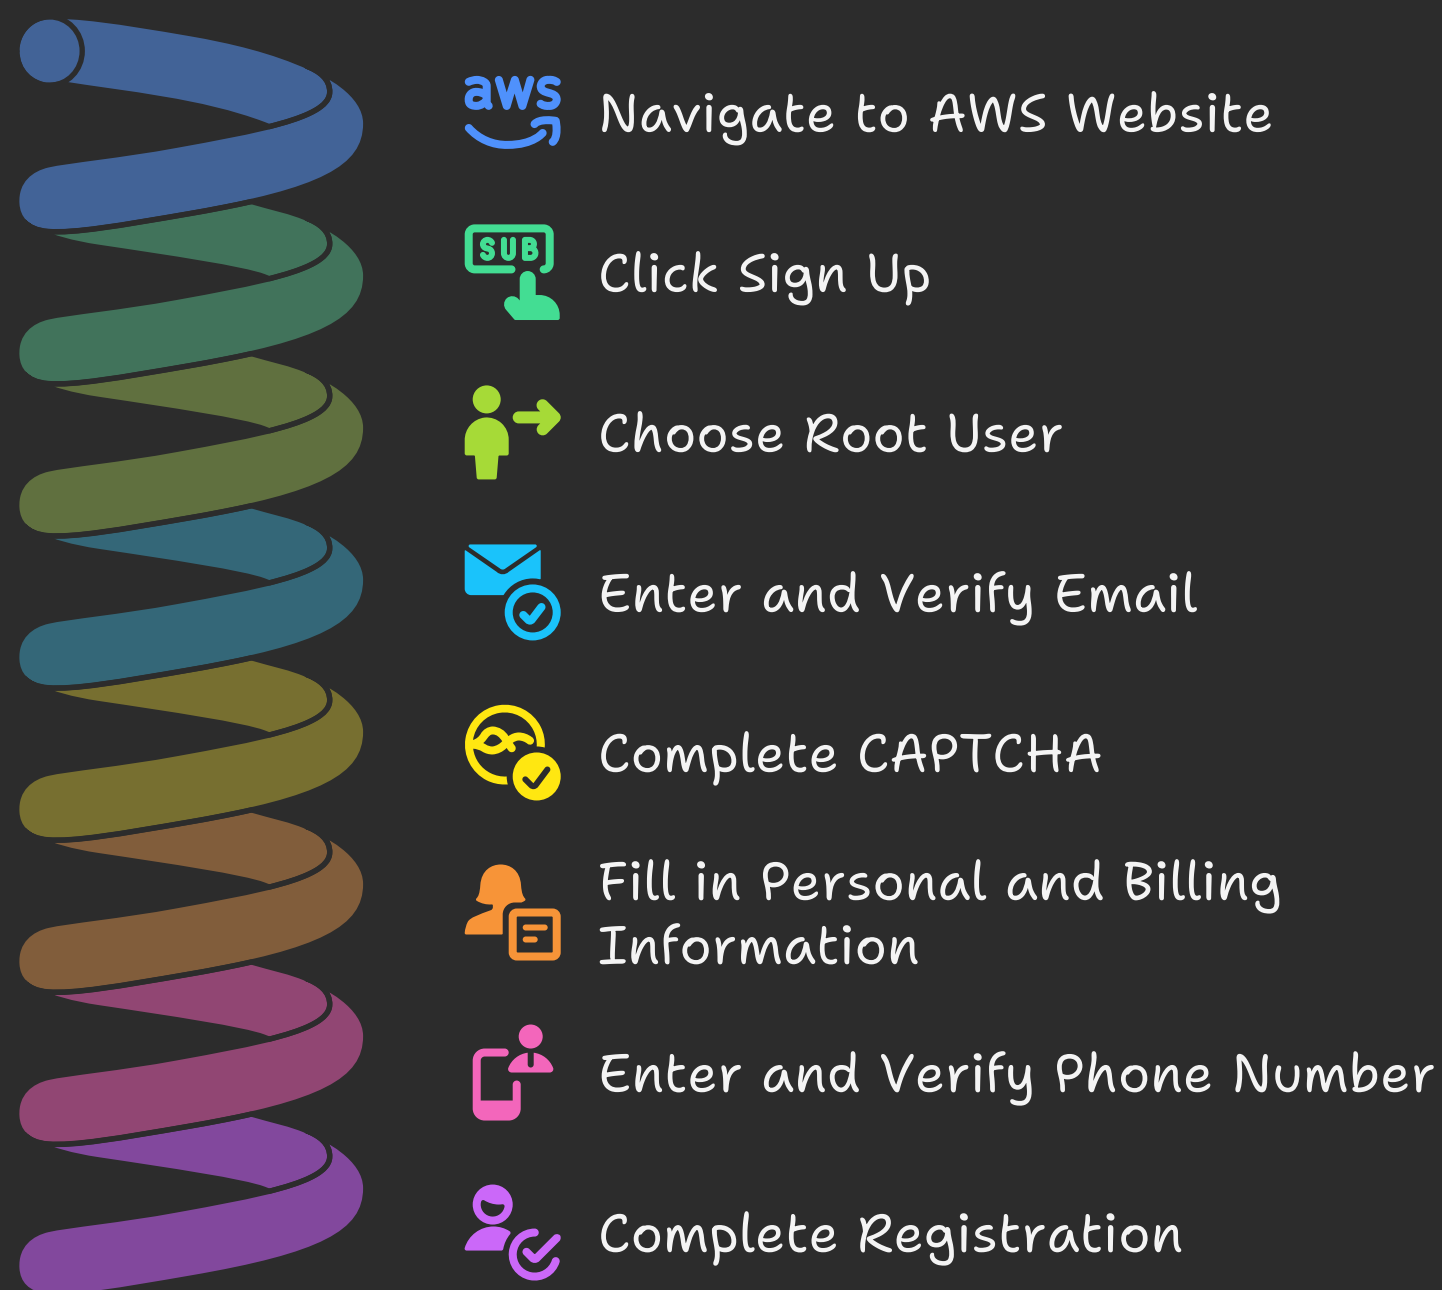 aws
Navigate to AWS Website
SUB
Click Sign Up
Choose Root User
Enter and Verify Email
Complete CAPTCHA
Fill in Personal and Billing
Information
Enter and Verify Phone Number
Complete Registration